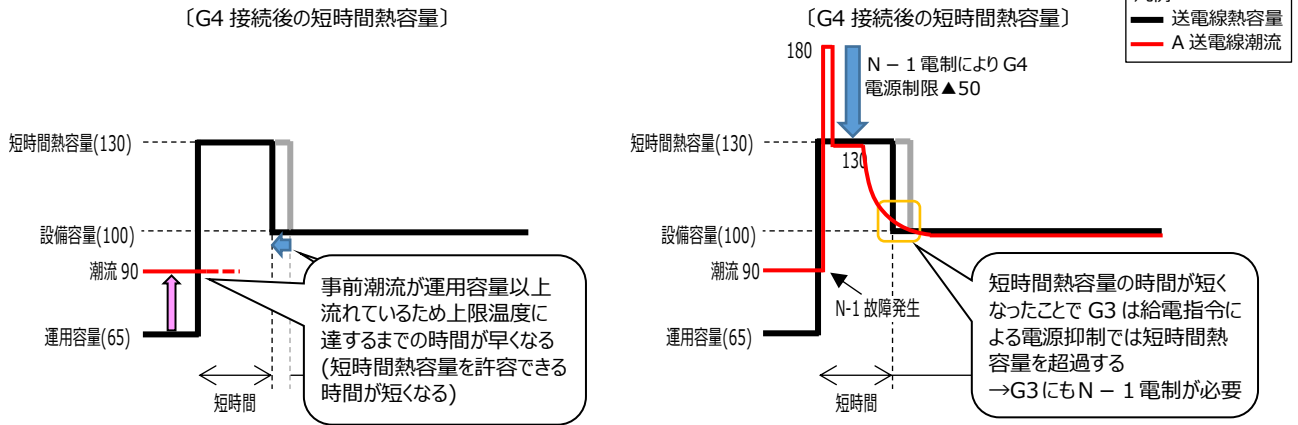 〔G4 接続後の短時間熱容量〕
短時間熱容量(130)
設備容量(100)
潮流 90
運用容量(65)
短時間
事前潮流が運用容量以上
流れているため上限温度に
達するまでの時間が早くなる
(短時間熱容量を許容できる
時間が短くなる)
〔G4 接続後の短時間熱容量〕
送電線熱容量
A 送電線潮流
180
N－1 電制により G4
電源制限▲50
短時間熱容量(130)
130
設備容量(100)
潮流 90
N-1 故障発生
運用容量(65)
短時間
短時間熱容量の時間が短く
なったことで G3 は給電指令に
よる電源抑制では短時間熱
容量を超過する
→G3にもN－1電制が必要